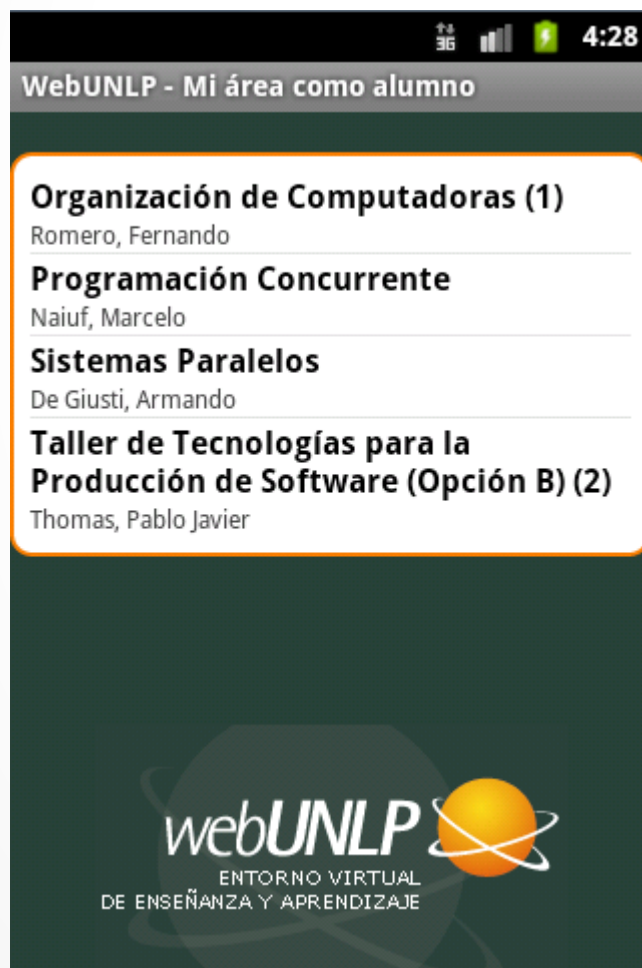 3G 4:28
WebUNLP - Mi área como alumno
Organización de Computadoras (1)
Romero, Fernando
Programación Concurrente
Naiuf, Marcelo
Sistemas Paralelos
De Giusti, Armando
Taller de Tecnologías para la
Producción de Software (Opción B) (2)
Thomas, Pablo Javier
webUNLP
ENTORNO VIRTUAL
DE ENSEÑANZA Y APRENDIZAJE